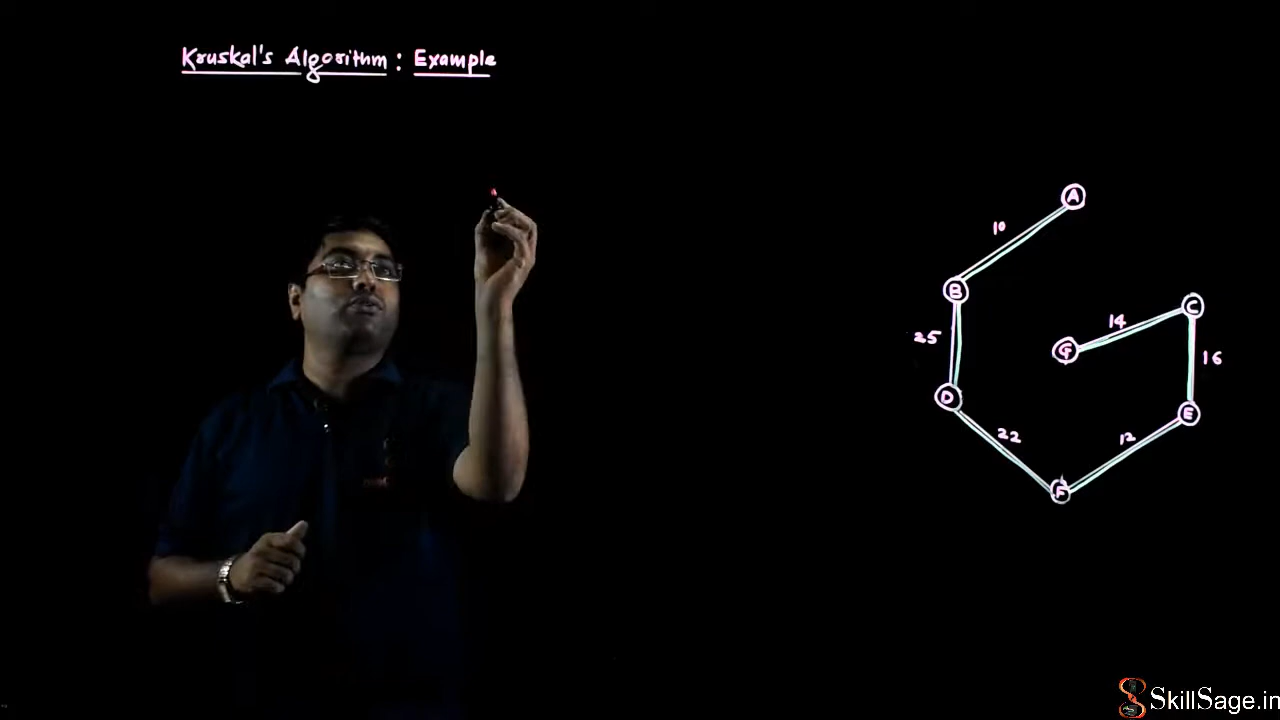 Kruskal's Algorithm : Example
A
10
B
C
14
25
G
16
D
E
22
12
F
SkillSage.in